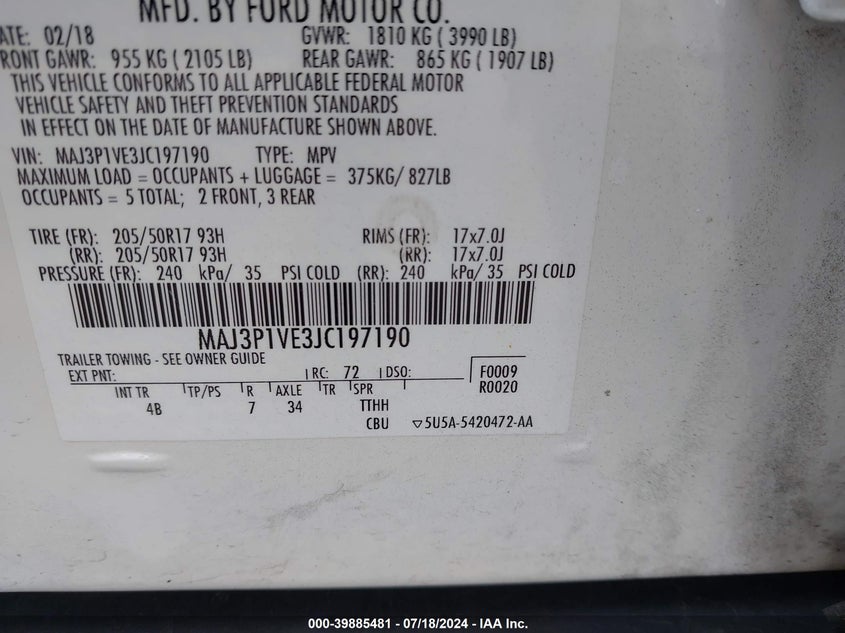 MFD. BY FORD MOTOR CO.
DATE: 02/18 GVWR: 1810 KG ( 3990 LB)
FRONT GAWR: 955 KG ( 2105 LB) REAR GAWR: 865 KG ( 1907 LB)
THIS VEHICLE CONFORMS TO ALL APPLICABLE FEDERAL MOTOR
VEHICLE SAFETY AND THEFT PREVENTION STANDARDS
IN EFFECT ON THE DATE OF MANUFACTURE SHOWN ABOVE.
VIN: MAJ3P1VE3JC197190 TYPE: MPV
MAXIMUM LOAD = OCCUPANTS + LUGGAGE = 375KG/ 827LB
OCCUPANTS = 5 TOTAL; 2 FRONT, 3 REAR
TIRE (FR): 205/50R17 93H RIMS (FR): 17x7.0J
(RR): 205/50R17 93H (RR): 17x7.0J
PRESSURE (FR): 240 kPa/ 35 PSI COLD (RR): 240 kPa/ 35 PSI COLD
MAJ3P1VE3JC197190
TRAILER TOWING - SEE OWNER GUIDE
EXT PNT: RC: 72 DSO: F0009
R0020
INT TR TP/PS R AXLE TR SPR
4B 7 34 TTHH
CBU ▽5U5A-5420472-AA
000-39885481 - 07/18/2024 - IAA Inc.